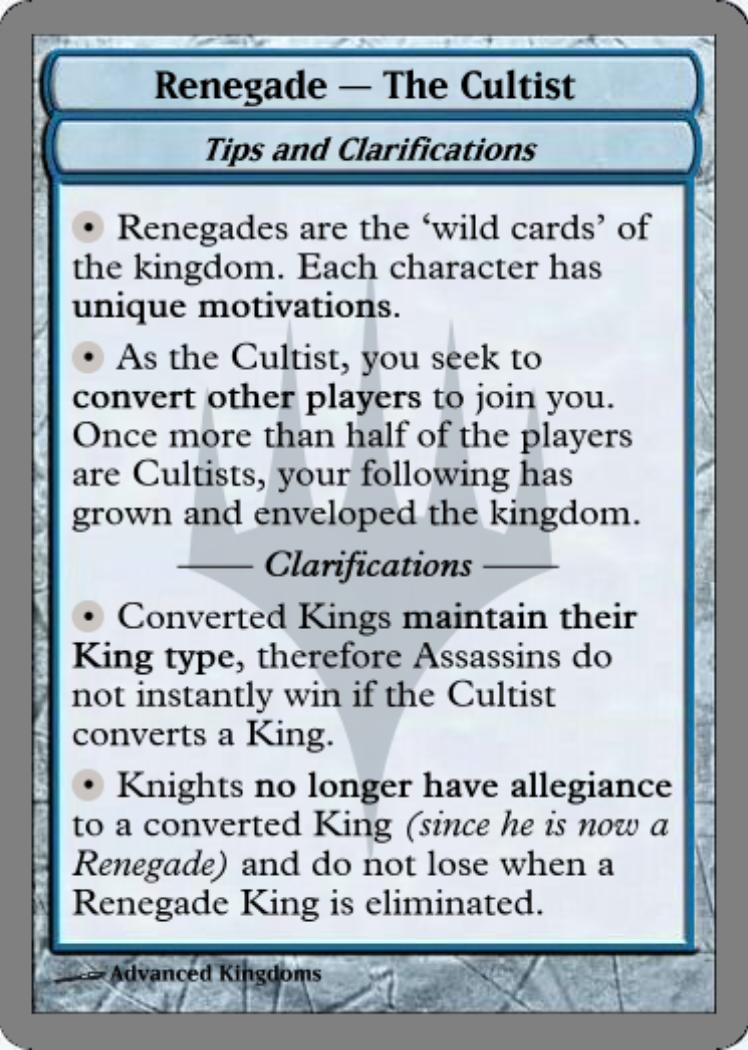 Renegade — The Cultist
Tips and Clarifications
• Renegades are the ‘wild cards’ of
the kingdom. Each character has
unique motivations.
• As the Cultist, you seek to
convert other players to join you.
Once more than half of the players
are Cultists, your following has
grown and enveloped the kingdom.
Clarifications
• Converted Kings maintain their
King type, therefore Assassins do
not instantly win if the Cultist
converts a King.
• Knights no longer have allegiance
to a converted King (since he is now a
Renegade) and do not lose when a
Renegade King is eliminated.
Advanced Kingdoms